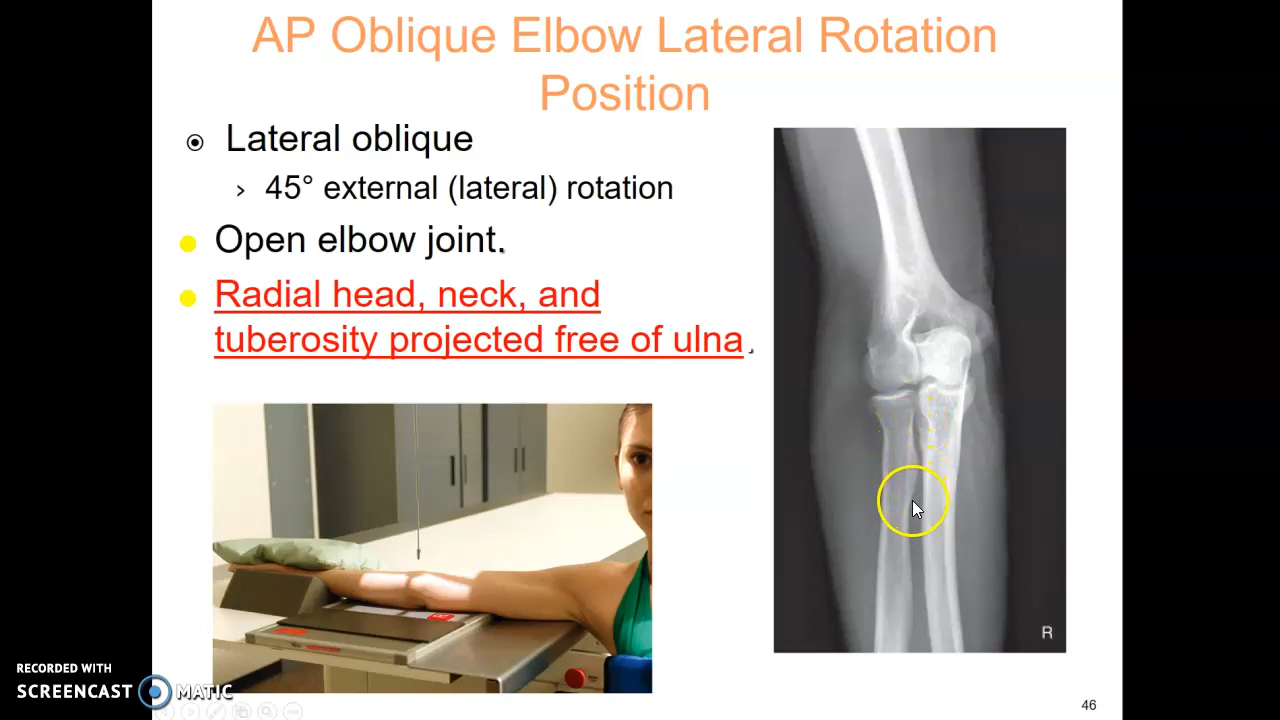 AP Oblique Elbow Lateral Rotation
Position
Lateral oblique
45° external (lateral) rotation
Open elbow joint.
Radial head, neck, and
tuberosity projected free of ulna.
R
RECORDED WITH
SCREENCAST MATIC
46